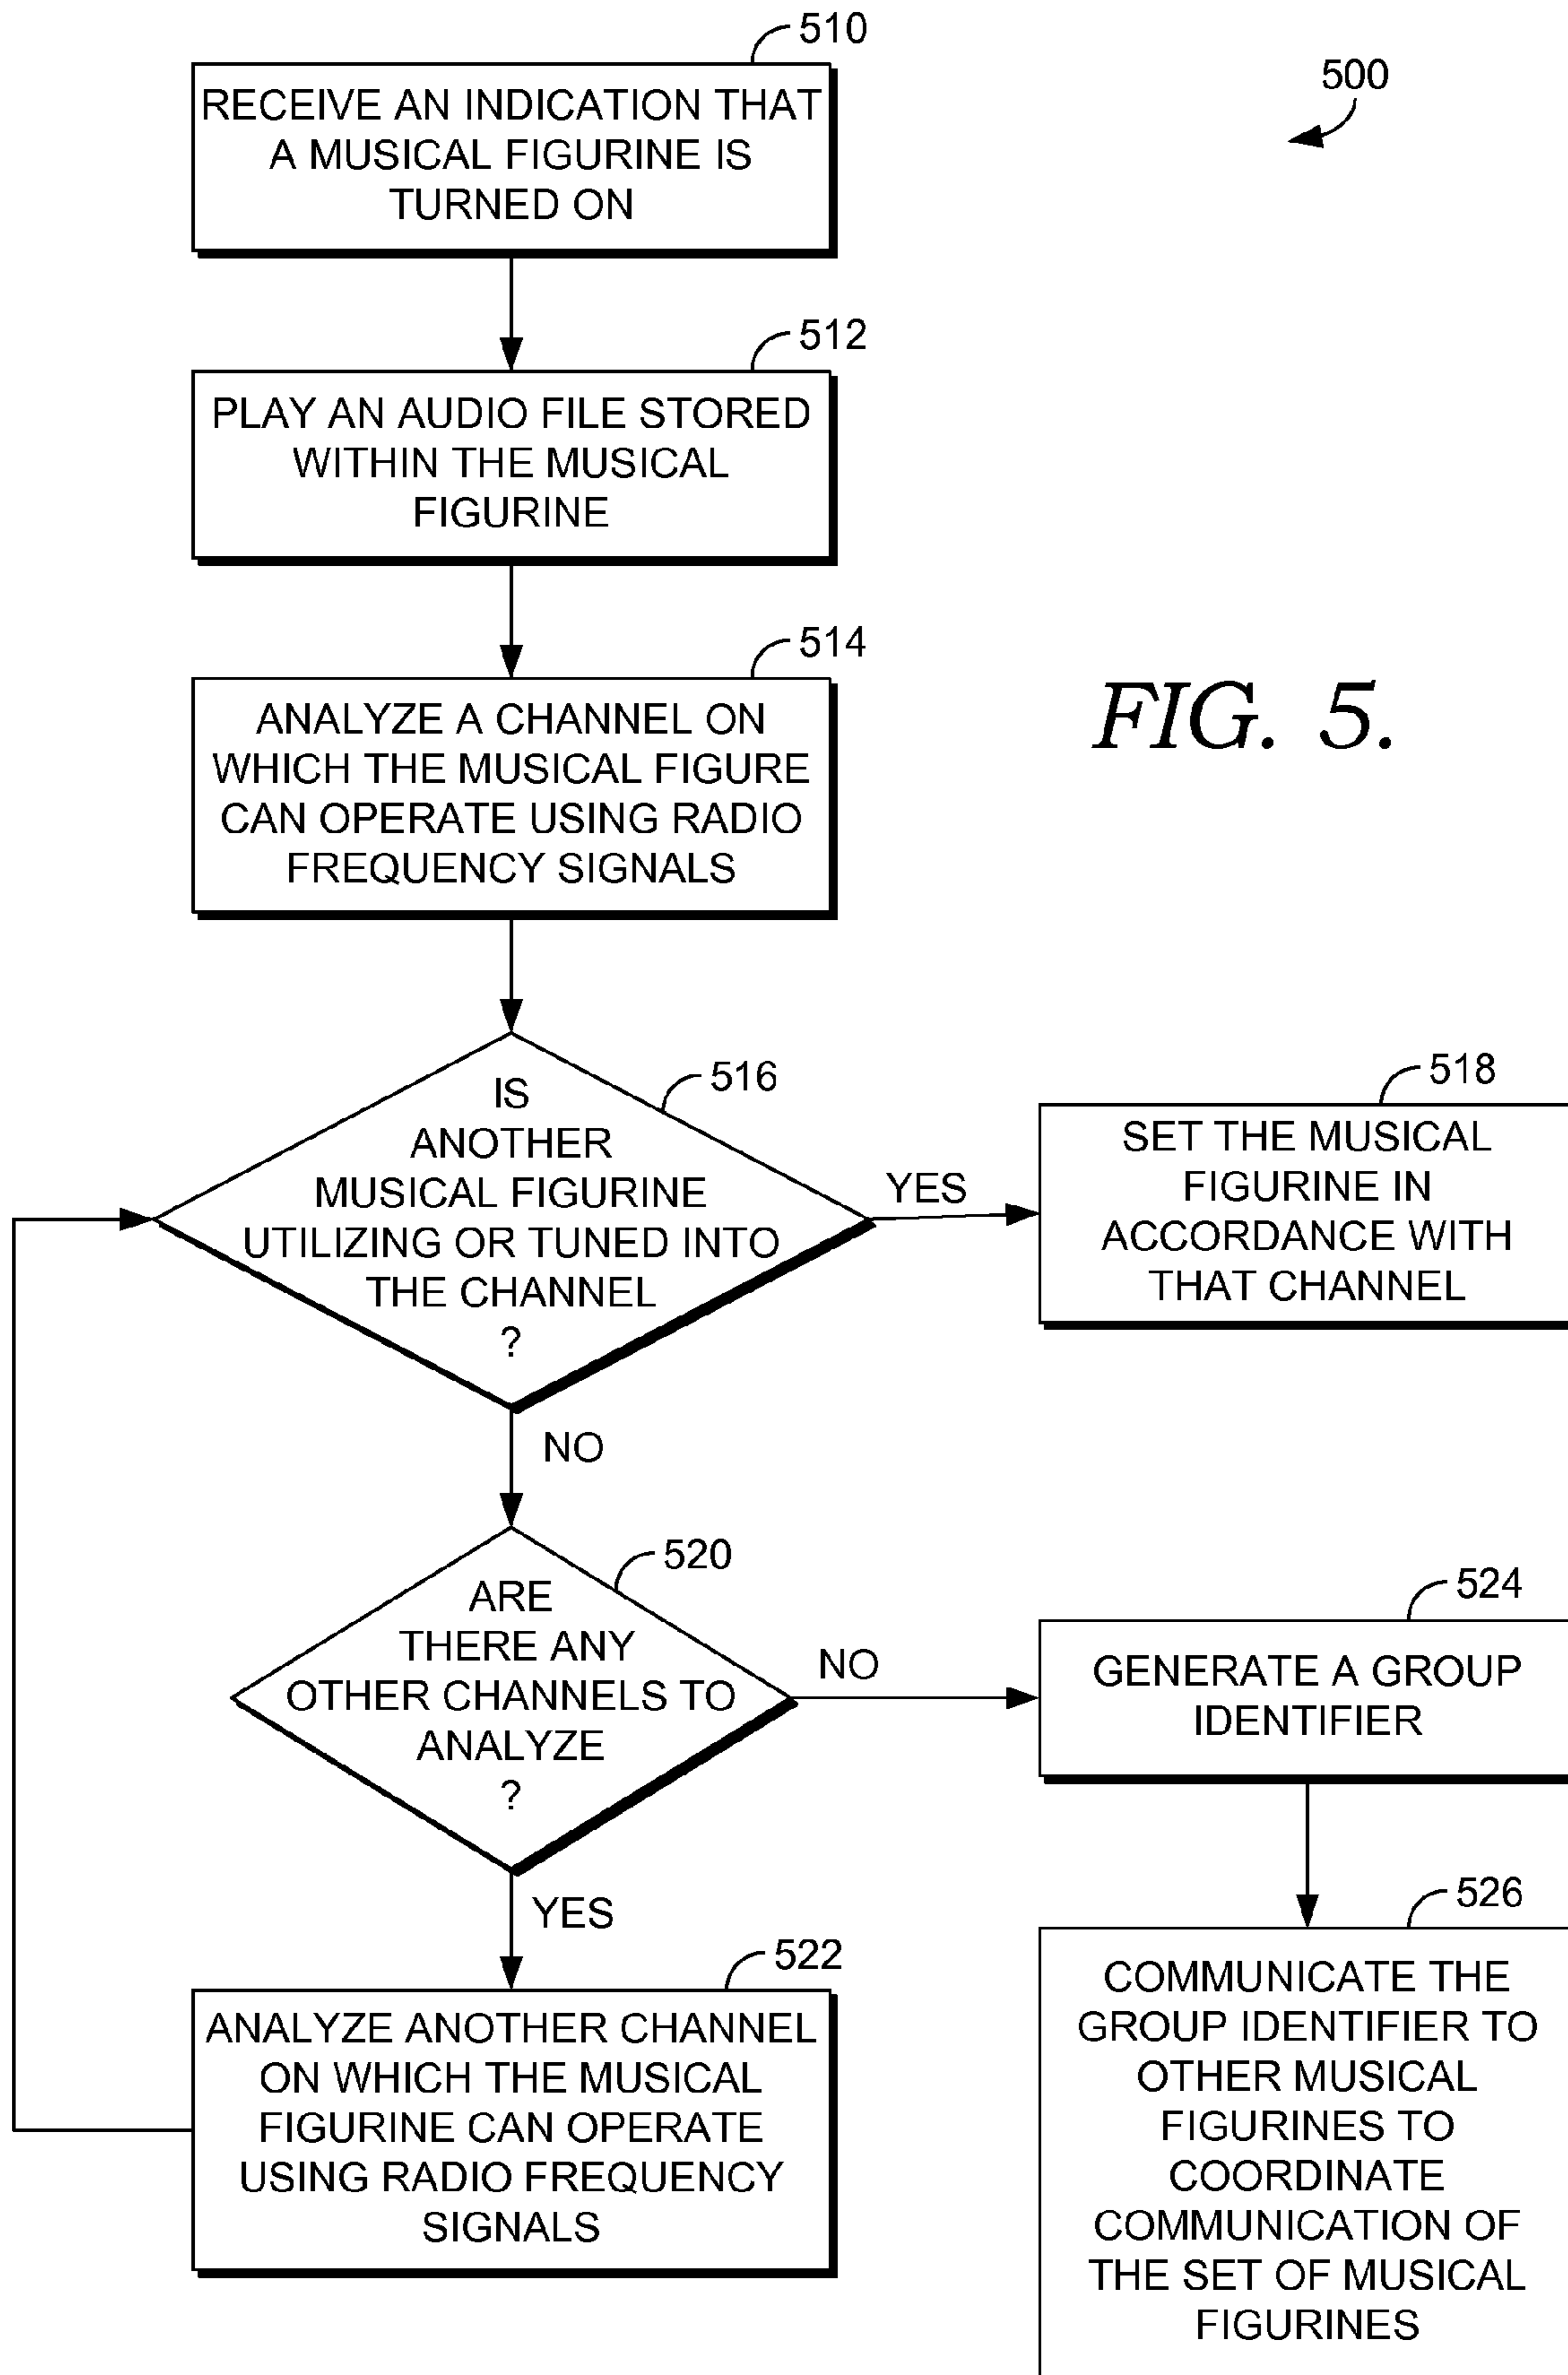 510
500
RECEIVE AN INDICATION THAT
A MUSICAL FIGURINE IS
TURNED ON
512
PLAY AN AUDIO FILE STORED
WITHIN THE MUSICAL
FIGURINE
514
ANALYZE A CHANNEL ON
WHICH THE MUSICAL FIGURE
CAN OPERATE USING RADIO
FREQUENCY SIGNALS
FIG. 5.
516
IS
ANOTHER
MUSICAL FIGURINE
UTILIZING OR TUNED INTO
THE CHANNEL
?
YES
518
SET THE MUSICAL
FIGURINE IN
ACCORDANCE WITH
THAT CHANNEL
NO
520
ARE
THERE ANY
OTHER CHANNELS TO
ANALYZE
?
NO
524
GENERATE A GROUP
IDENTIFIER
YES
522
ANALYZE ANOTHER CHANNEL
ON WHICH THE MUSICAL
FIGURINE CAN OPERATE
USING RADIO FREQUENCY
SIGNALS
526
COMMUNICATE THE
GROUP IDENTIFIER TO
OTHER MUSICAL
FIGURINES TO
COORDINATE
COMMUNICATION OF
THE SET OF MUSICAL
FIGURINES